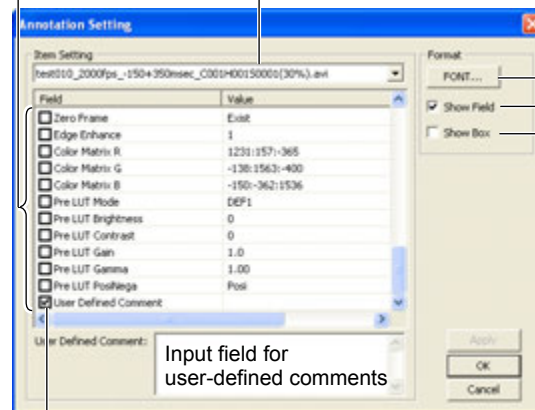 Annotation Setting
Item Setting
test010_2000fps_-150+350msec_C001H00150001(30%).avi
Format
FONT...
Show Field
Show Box
Field Value
Zero Frame Exist
Edge Enhance 1
Color Matrix R 1231:157:-365
Color Matrix G -138:1563:-400
Color Matrix B -150:-362:1536
Pre LUT Mode DEF1
Pre LUT Brightness 0
Pre LUT Contrast 0
Pre LUT Gain 1.0
Pre LUT Gamma 1.00
Pre LUT PosiNega Posi
User Defined Comment
User Defined Comment:
Input field for
user-defined comments
Apply
OK
Cancel